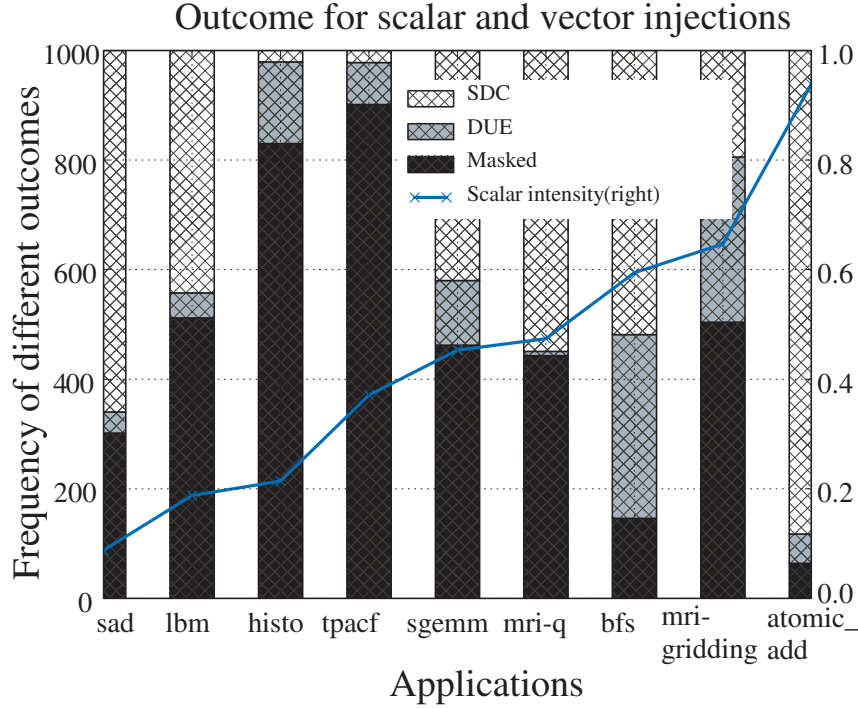 Outcome for scalar and vector injections
Frequency of different outcomes
1000
800
600
400
200
0
SDC
DUE
Masked
Scalar intensity(right)
1.0
0.8
0.6
0.4
0.2
0.0
sad
lbm
histo
tpacf
sgemm
mri-q
bfs
mri-
gridding
atomic_
add
Applications